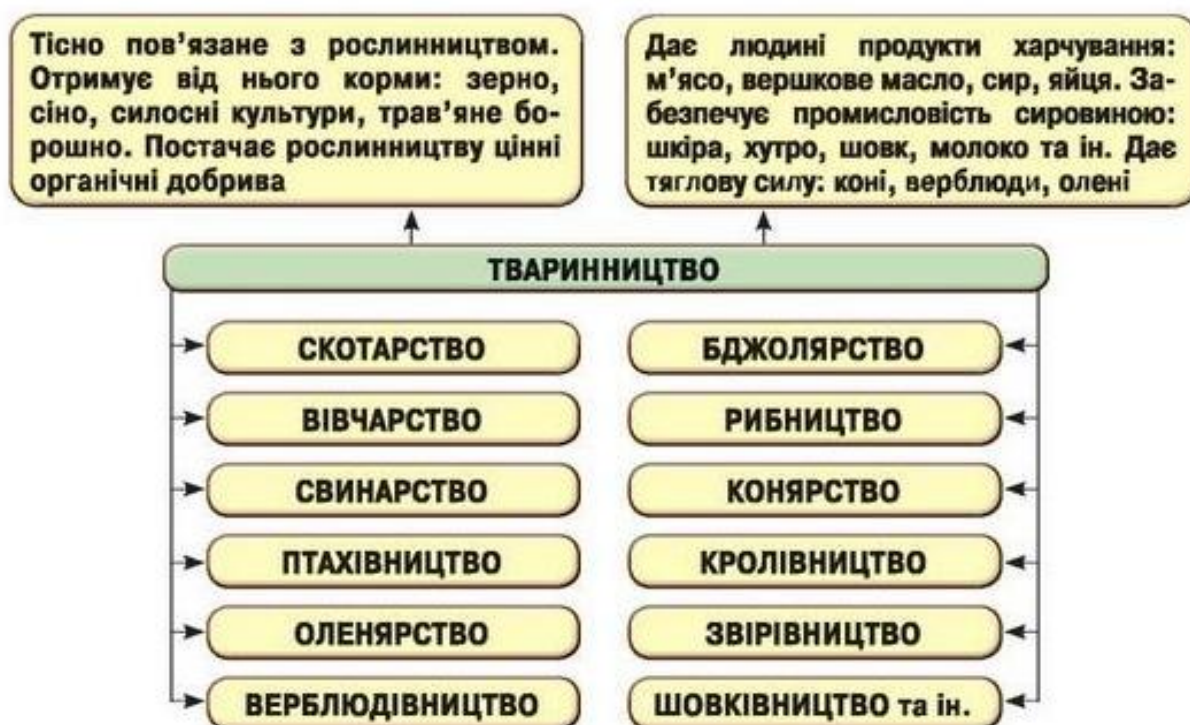 Тісно пов’язане з рослинництвом.
Отримує від нього корми: зерно,
сіно, силосні культури, трав’яне бо-
рошно. Постачає рослинництву цінні
органічні добрива
Дає людині продукти харчування:
м’ясо, вершкове масло, сир, яйця. За-
безпечує промисловість сировиною:
шкіра, хутро, шовк, молоко та ін. Дає
тяглову силу: коні, верблюди, олені
ТВАРИННИЦТВО
СКОТАРСТВО
ВІВЧАРСТВО
СВИНАРСТВО
ПТАХІВНИЦТВО
ОЛЕНЯРСТВО
ВЕРБЛЮДІВНИЦТВО
БДЖОЛЯРСТВО
РИБНИЦТВО
КОНЯРСТВО
КРОЛІВНИЦТВО
ЗВІРІВНИЦТВО
ШОВКІВНИЦТВО та ін.